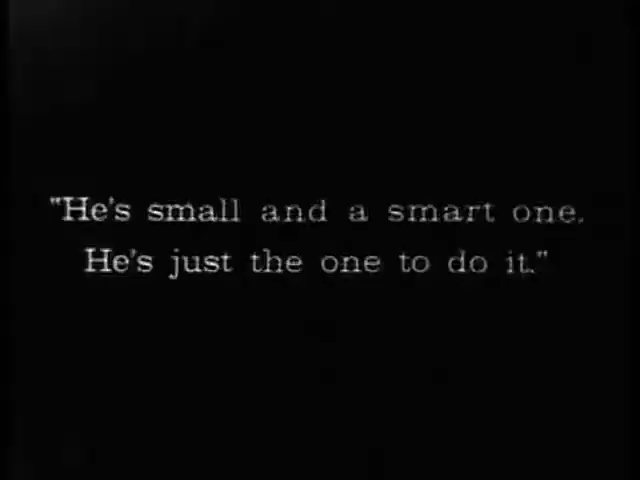 "He's small and a smart one.
He's just the one to do it."